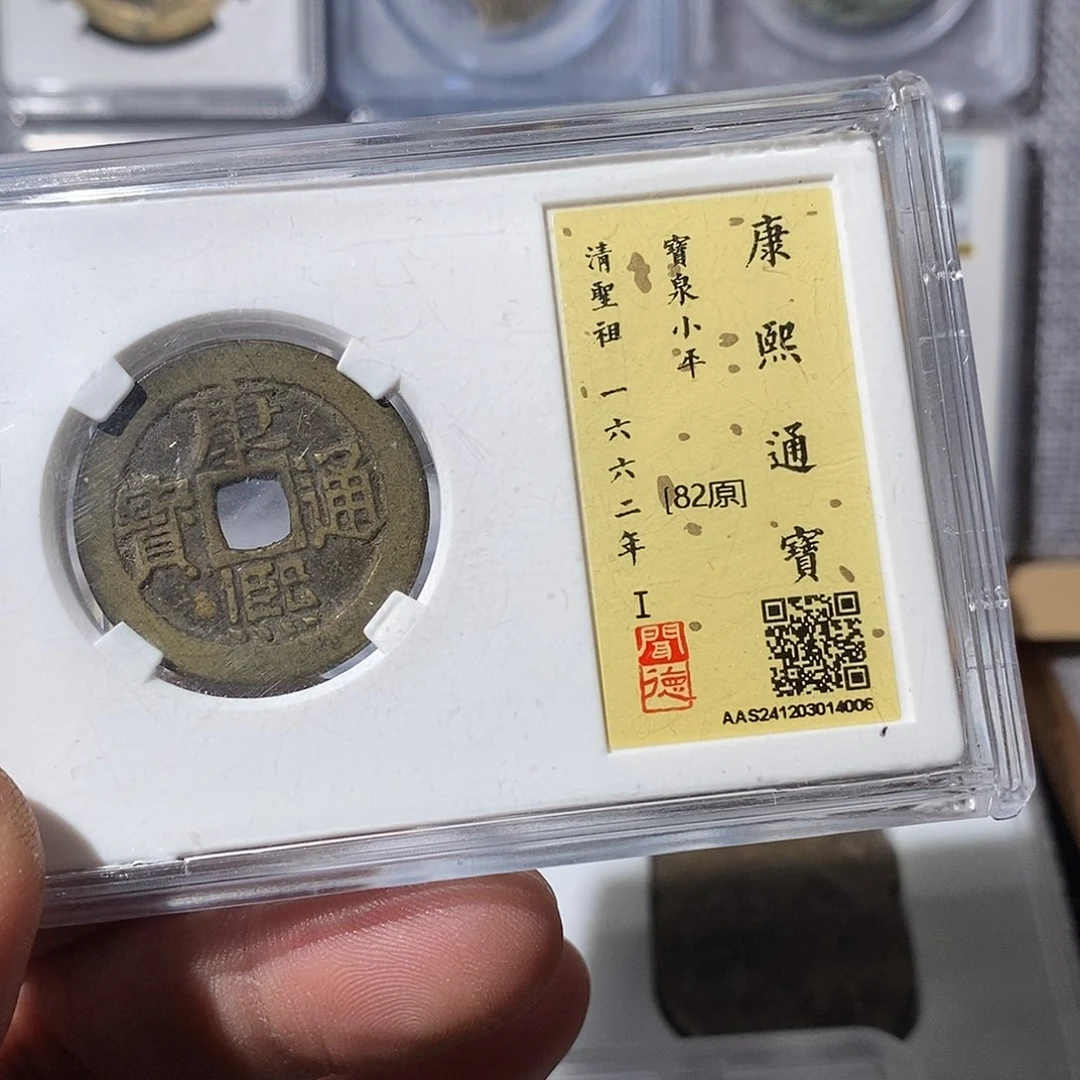 康熙通寶
寶泉小平
[82原]
清聖祖 一六六二年 I
聞德
AAS241203014006
康熙通寶